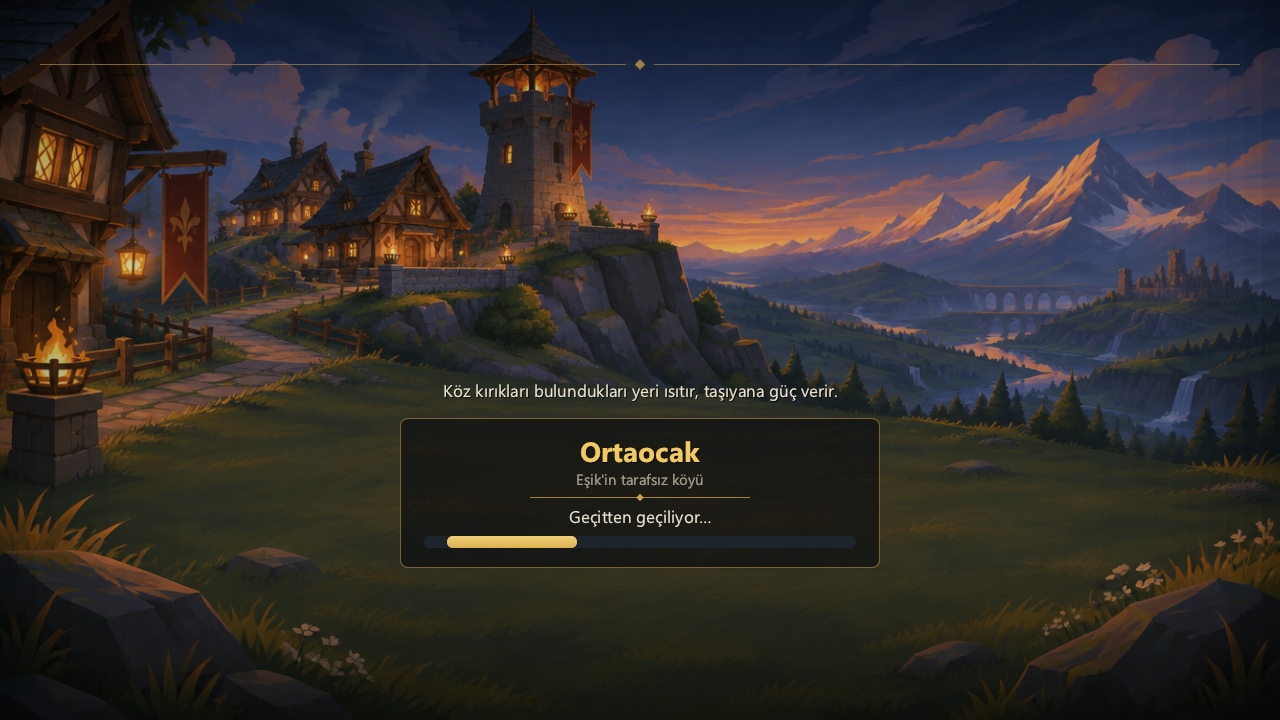 Köz kırıkları bulundukları yeri ısıtır, taşıyana güç verir.
Ortaocak
Eşik'in tarafsız köyü
Geçitten geçiliyor...